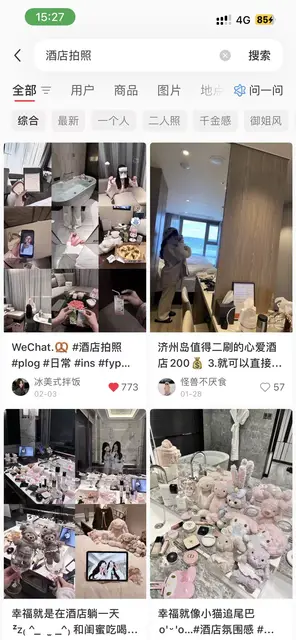 15:27
4G 85
酒店拍照
搜索
全部 用户 商品 图片 地点 问一问
综合 最新 一个人 二人照 千金感 御姐风
WeChat.🥨 #酒店拍照
#plog #日常 #ins #fyp...
冰美式拌饭
02-03
773
济州岛值得二刷的心爱酒
店 200💰 3.就可以直接...
怪兽不厌食
01-28
57
幸福就是在酒店躺一天
ᶻz( ^_ ̫ _^) 和闺蜜吃喝...
幸福就像小猫追尾巴
o'ᵕ'o...#酒店氛围感 #...